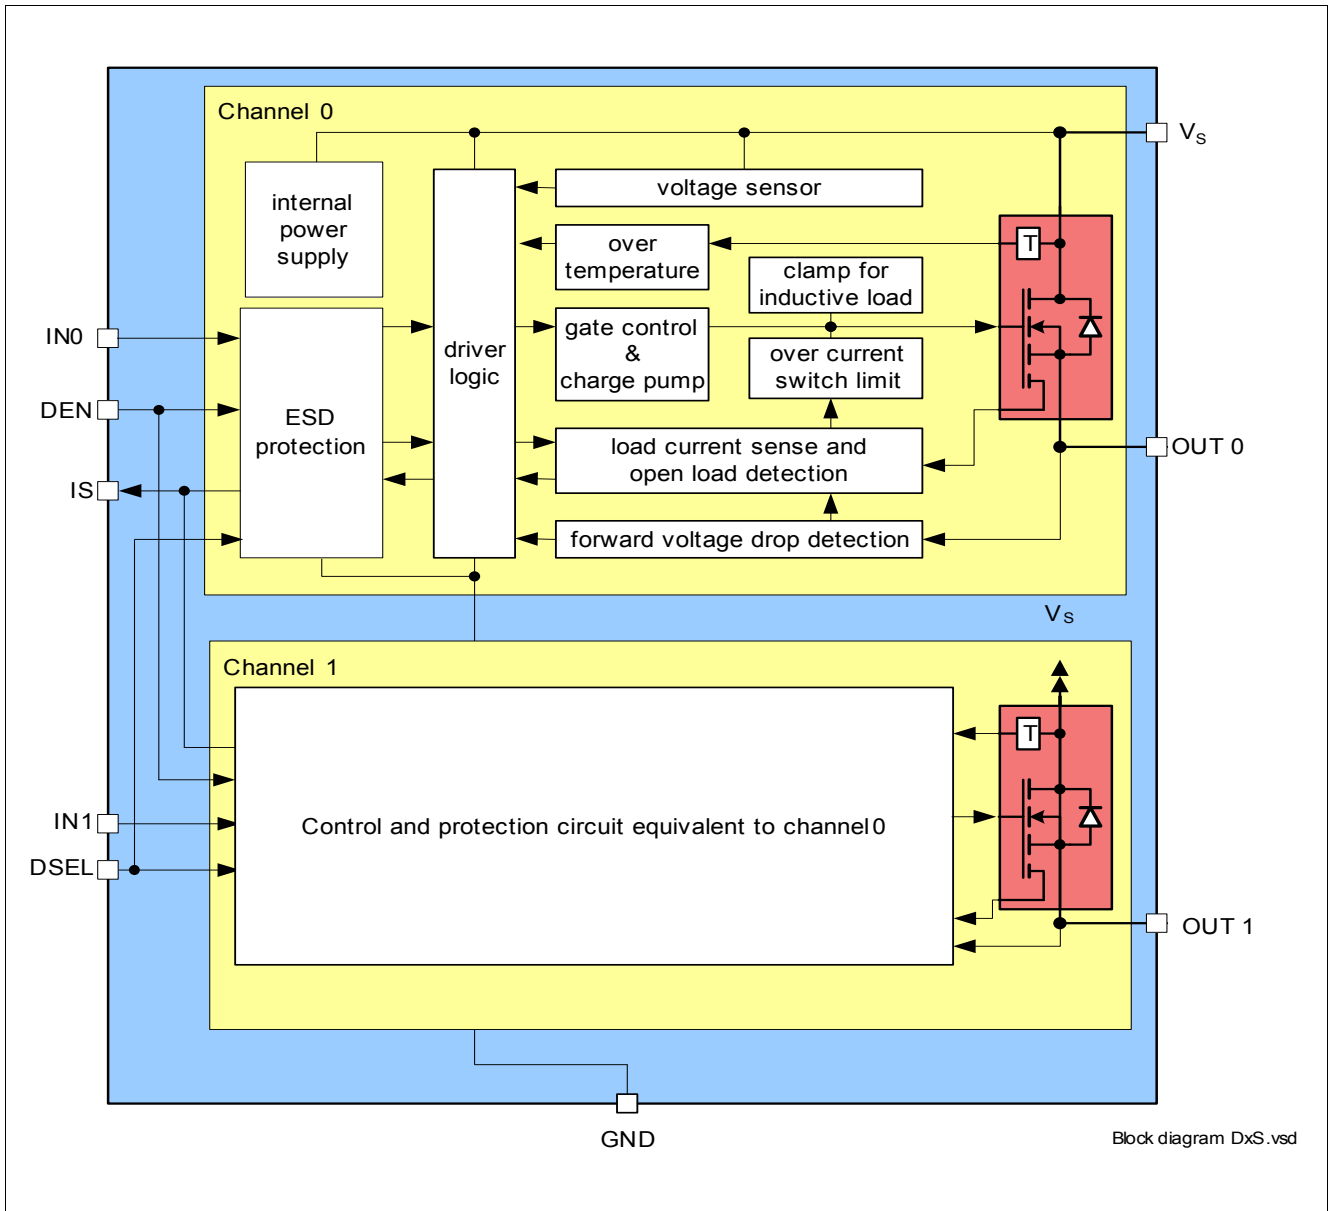 Channel 0
VS
internal
power
supply
voltage sensor
over
temperature
T
clamp for
inductive load
IN0
gate control
&
charge pump
driver
logic
over current
switch limit
DEN
ESD
protection
load current sense and
open load detection
OUT 0
IS
forward voltage drop detection
VS
Channel 1
T
IN1
Control and protection circuit equivalent to channel 0
DSEL
OUT 1
GND
Block diagram DxS.vsd